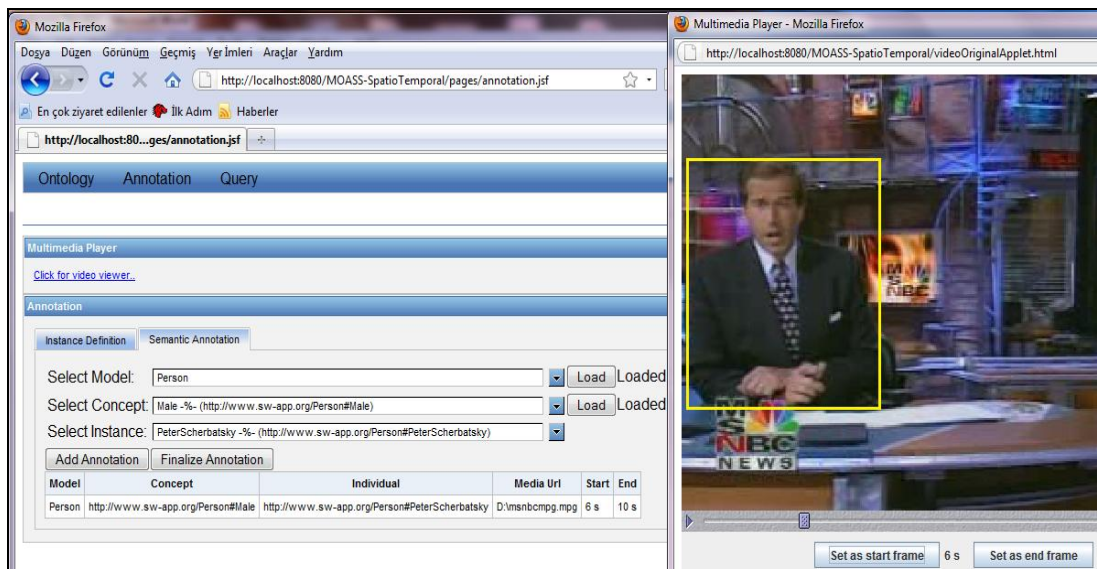 Mozilla Firefox
Dosya Düzen Görünüm Geçmiş Yer İmleri Araçlar Yardım
http://localhost:8080/MOASS-SpatioTemporal/pages/annotation.jsf
En çok ziyaret edilenler İlk Adım Haberler
http://localhost:80...ges/annotation.jsf
Ontology Annotation Query
Multimedia Player
Click for video viewer..
Annotation
Instance Definition Semantic Annotation
Select Model: Person Load Loaded
Select Concept: Male -%- (http://www.sw-app.org/Person#Male) Load Loaded
Select Instance: PeterScherbatsky -%- (http://www.sw-app.org/Person#PeterScherbatsky)
Add Annotation Finalize Annotation
Model Concept Individual Media Url Start End
Person http://www.sw-app.org/Person#Male http://www.sw-app.org/Person#PeterScherbatsky D:\msnbcmpg.mpg 6 s 10 s
Multimedia Player - Mozilla Firefox
http://localhost:8080/MOASS-SpatioTemporal/videoOriginalApplet.html
MSNBC
MSNBC
NEWS
Set as start frame 6 s Set as end frame